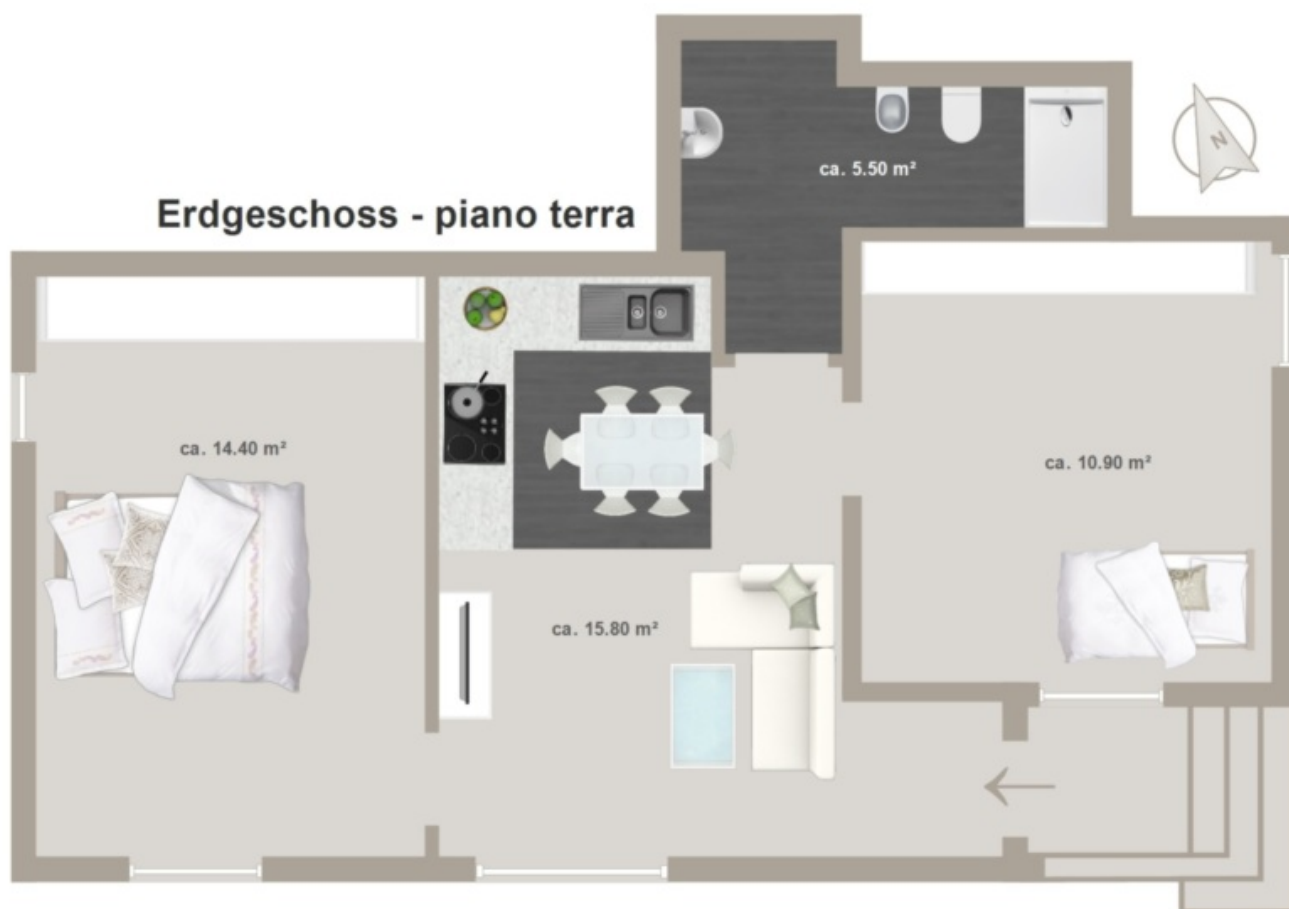 ca. 5.50 m²
N
Erdgeschoss - piano terra
ca. 14.40 m²
ca. 10.90 m²
ca. 15.80 m²